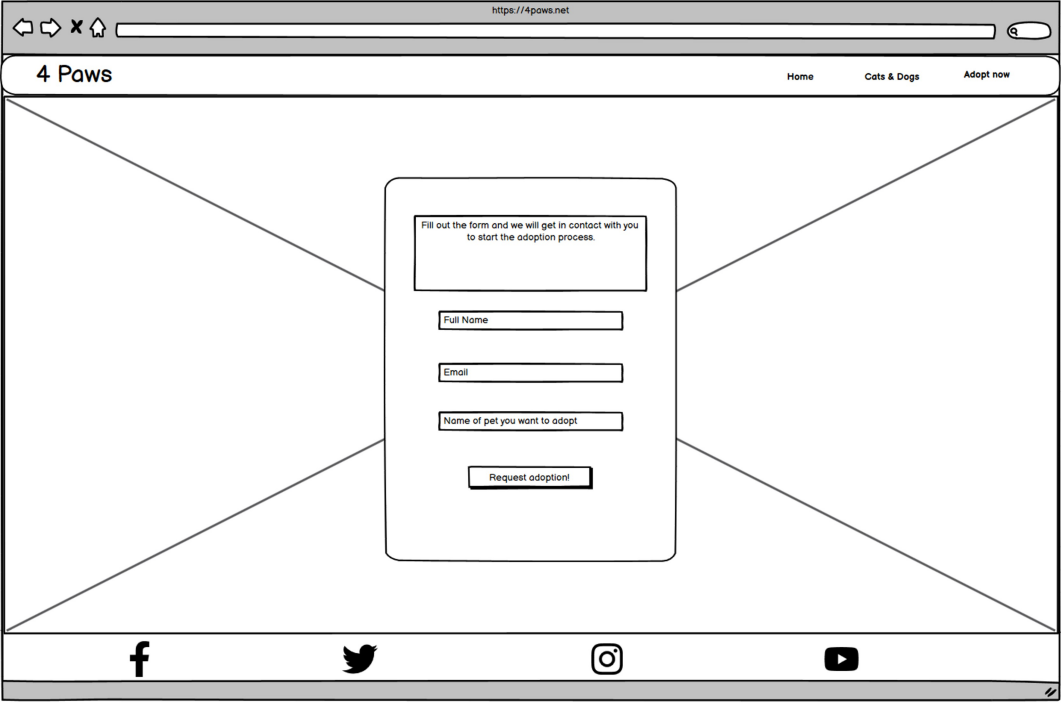 https://4paws.net
4 Paws
Home
Cats & Dogs
Adopt now
Fill out the form and we will get in contact with you
to start the adoption process.
Full Name
Email
Name of pet you want to adopt
Request adoption!